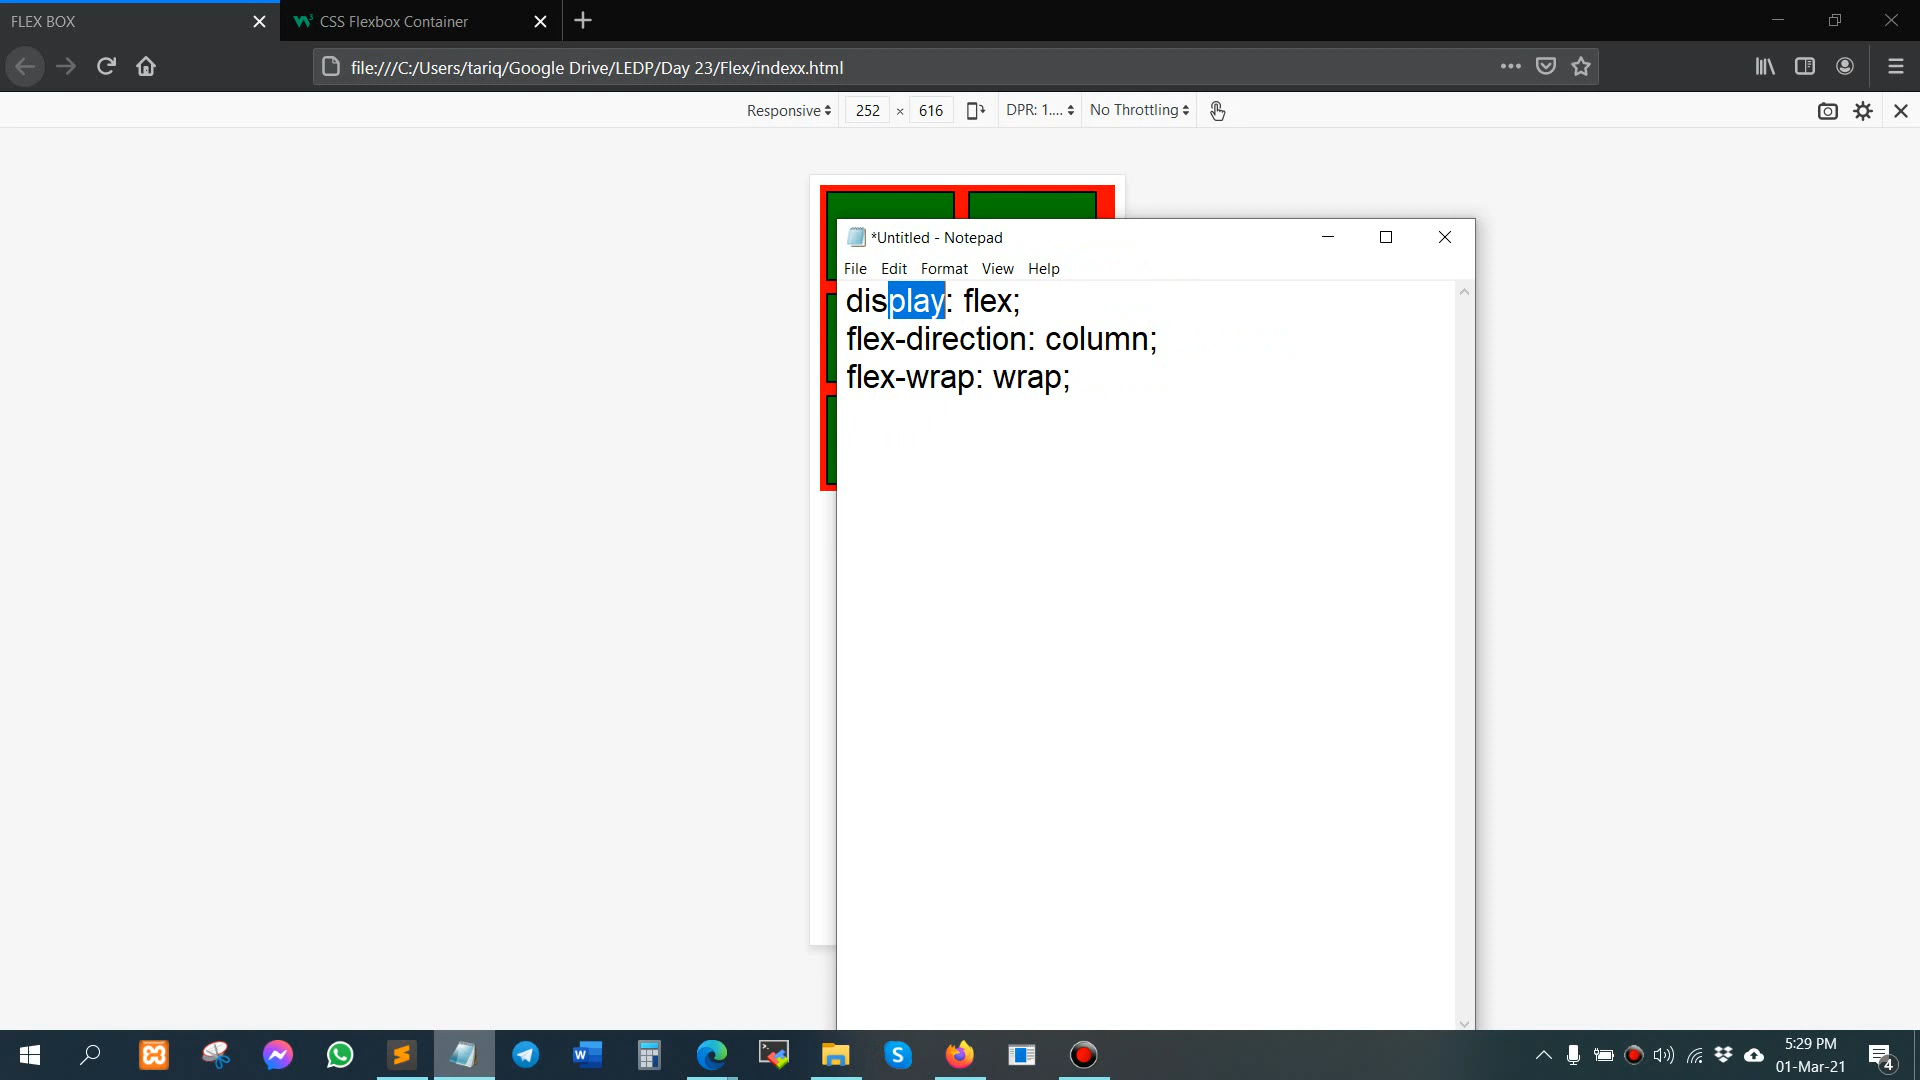 FLEX BOX
CSS Flexbox Container
file:///C:/Users/tariq/Google Drive/LEDP/Day 23/Flex/indexx.html
Responsive 252 × 616 DPR: 1.... No Throttling
*Untitled - Notepad
File Edit Format View Help
display: flex;
flex-direction: column;
flex-wrap: wrap;
5:29 PM
01-Mar-21
4